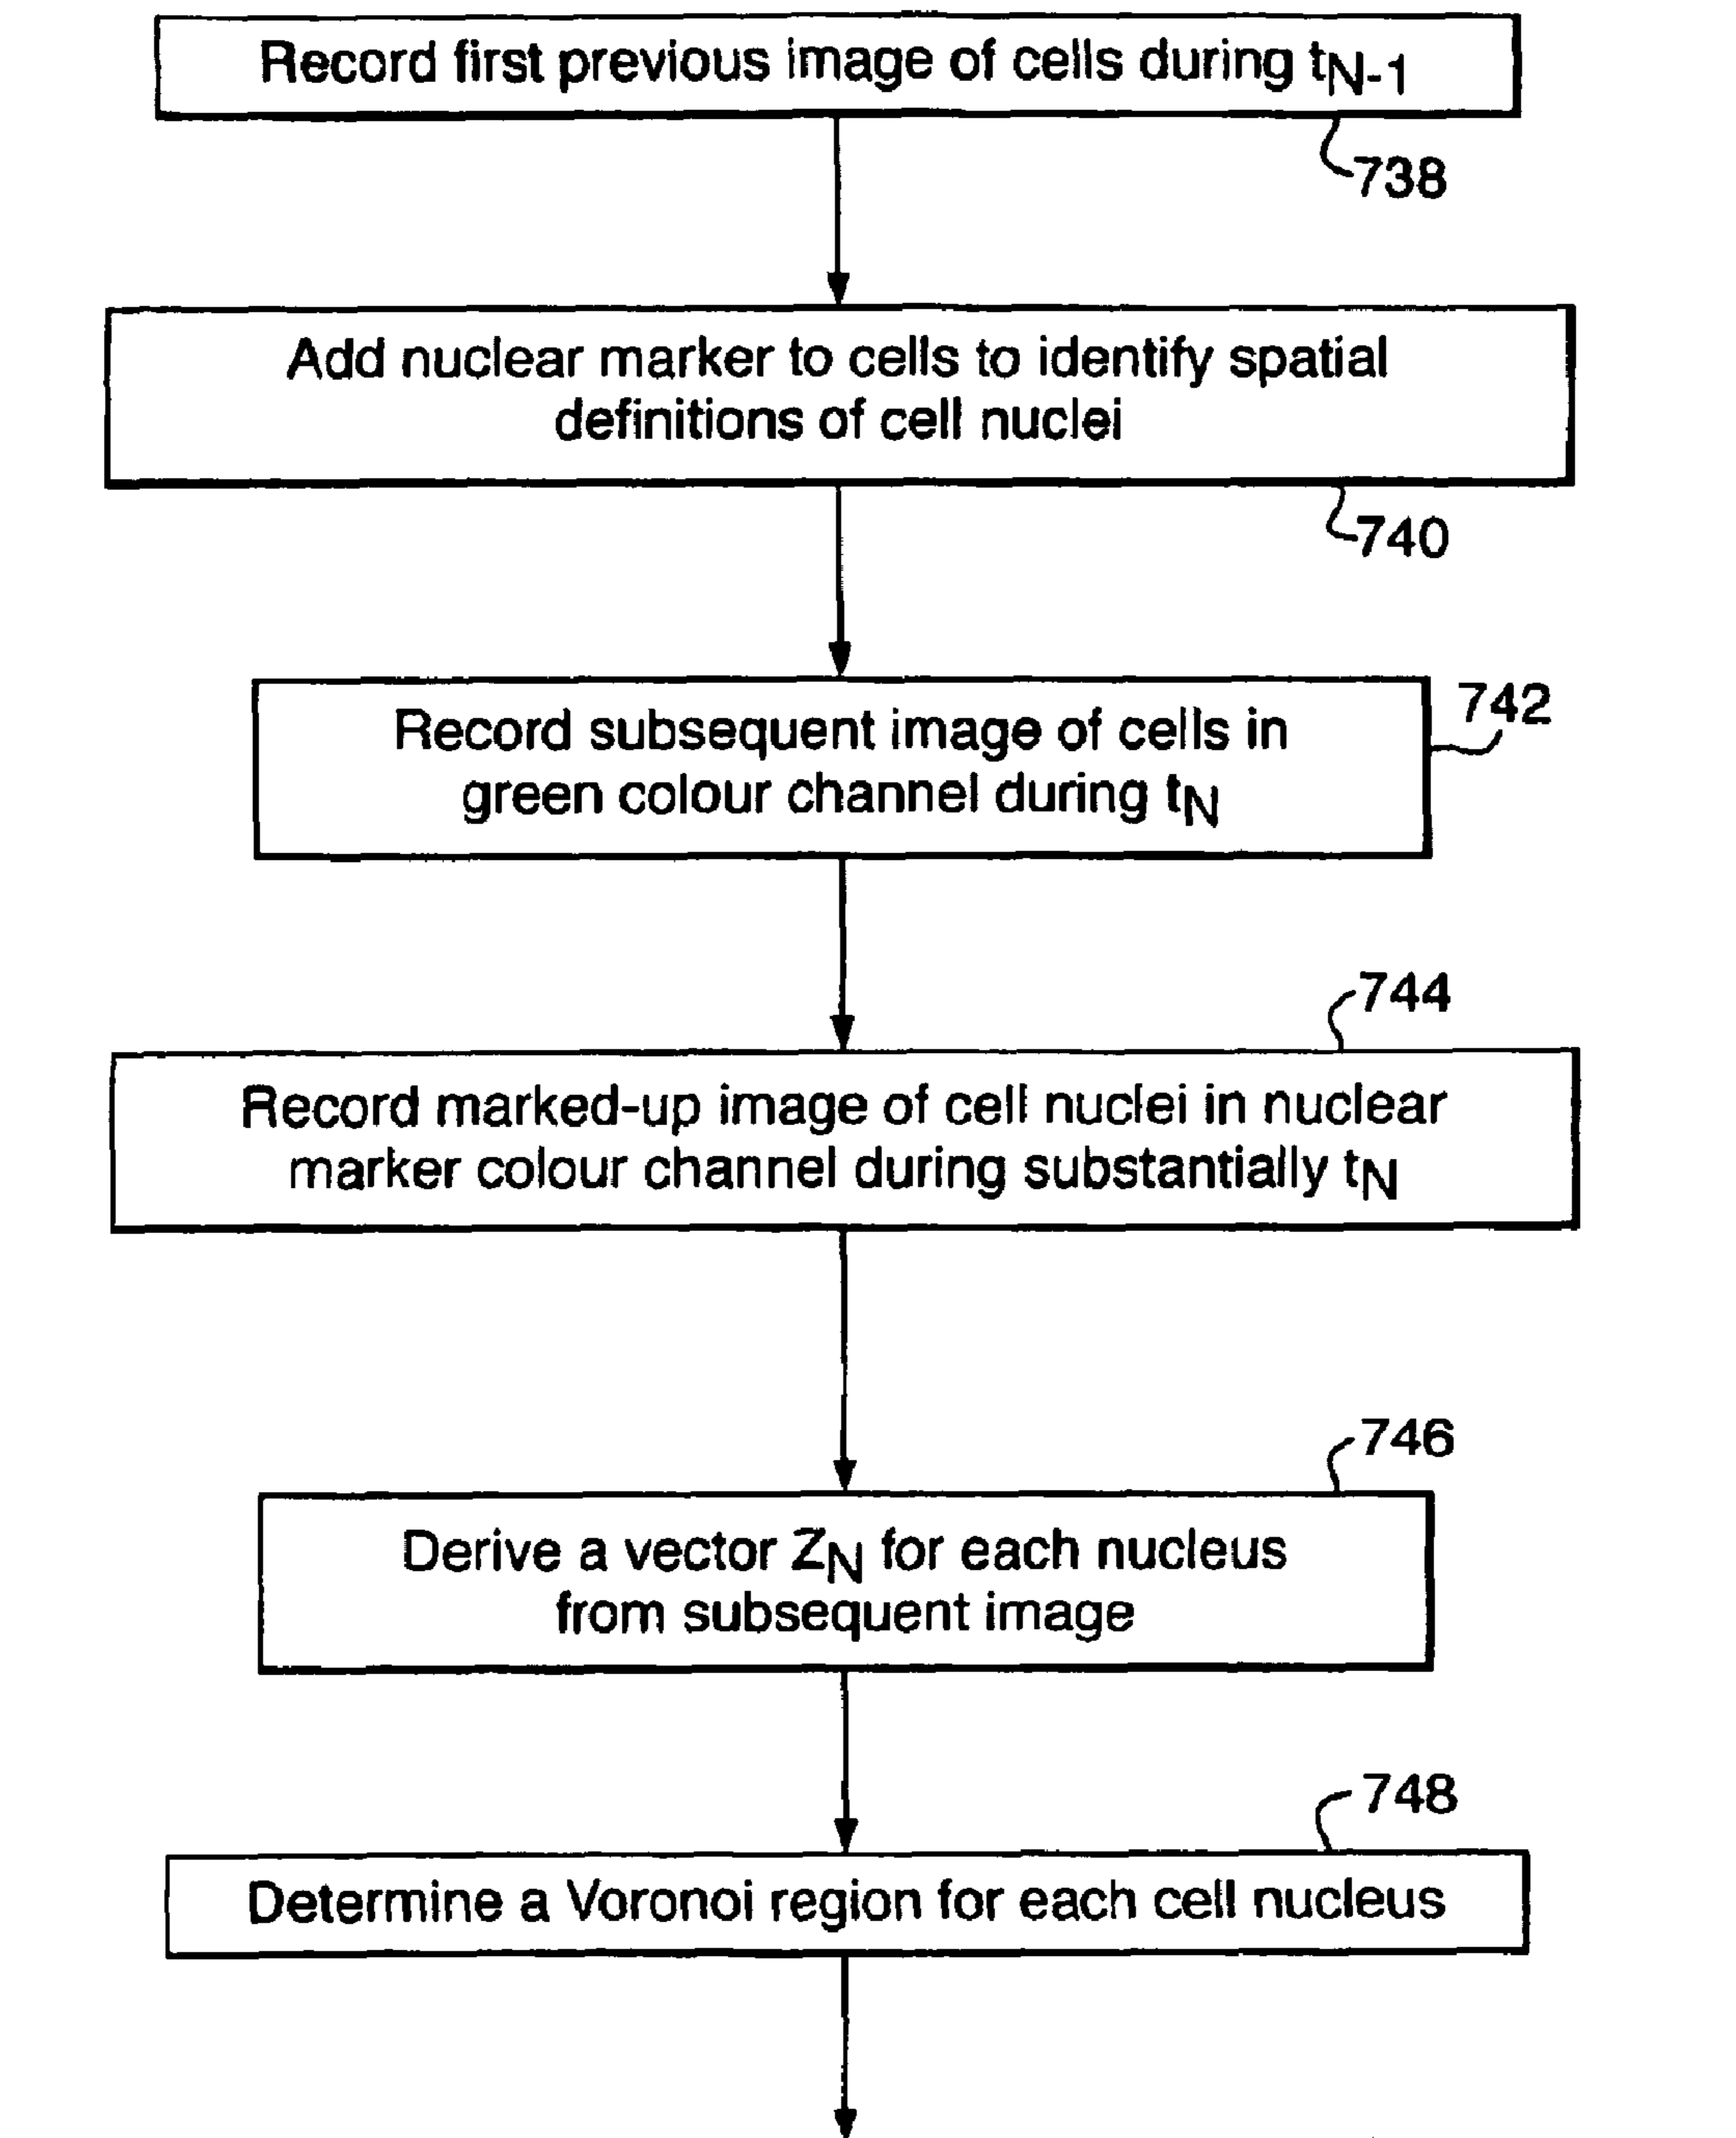 Record first previous image of cells during tN-1
738
Add nuclear marker to cells to identify spatial
definitions of cell nuclei
740
Record subsequent image of cells in
green colour channel during tN
742
744
Record marked-up image of cell nuclei in nuclear
marker colour channel during substantially tN
746
Derive a vector ZN for each nucleus
from subsequent image
748
Determine a Voronoi region for each cell nucleus